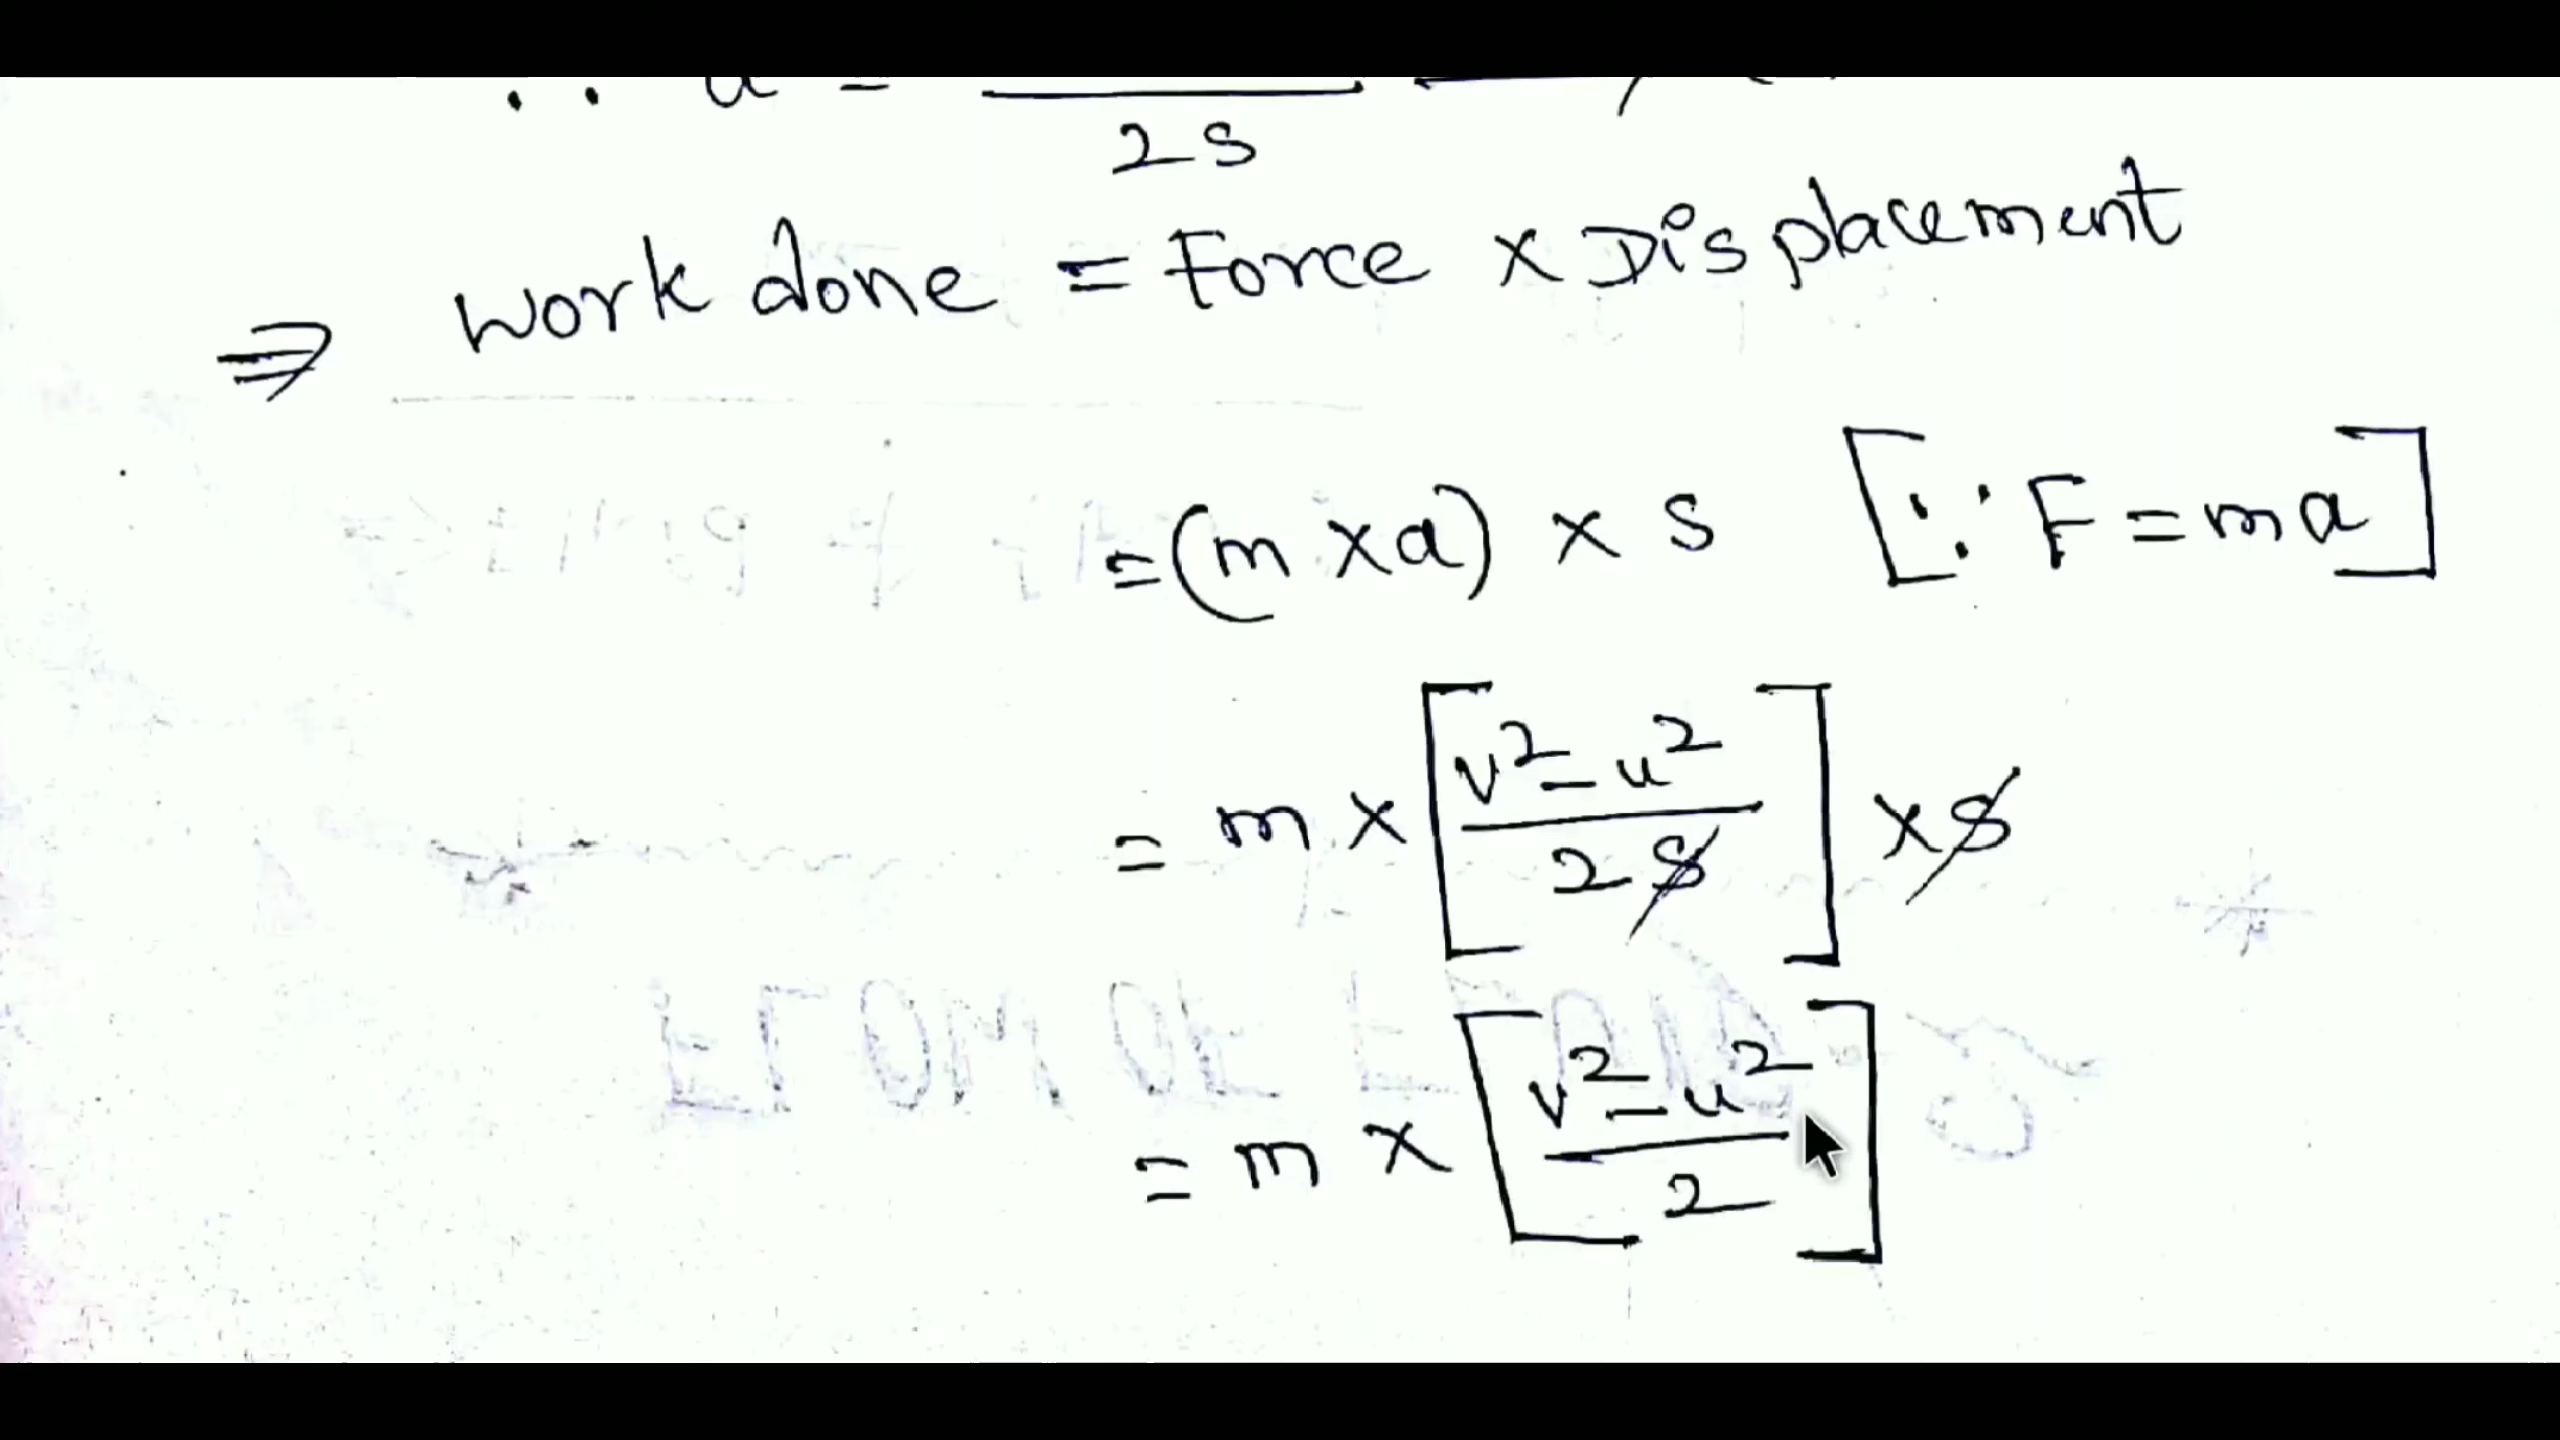 ∴ a = 2s
⇒ work done = Force × Displacement
= (m × a) × s [∵ F = ma]
= m × [v² - u² / 2s] × s
= m × [v² - u² / 2]